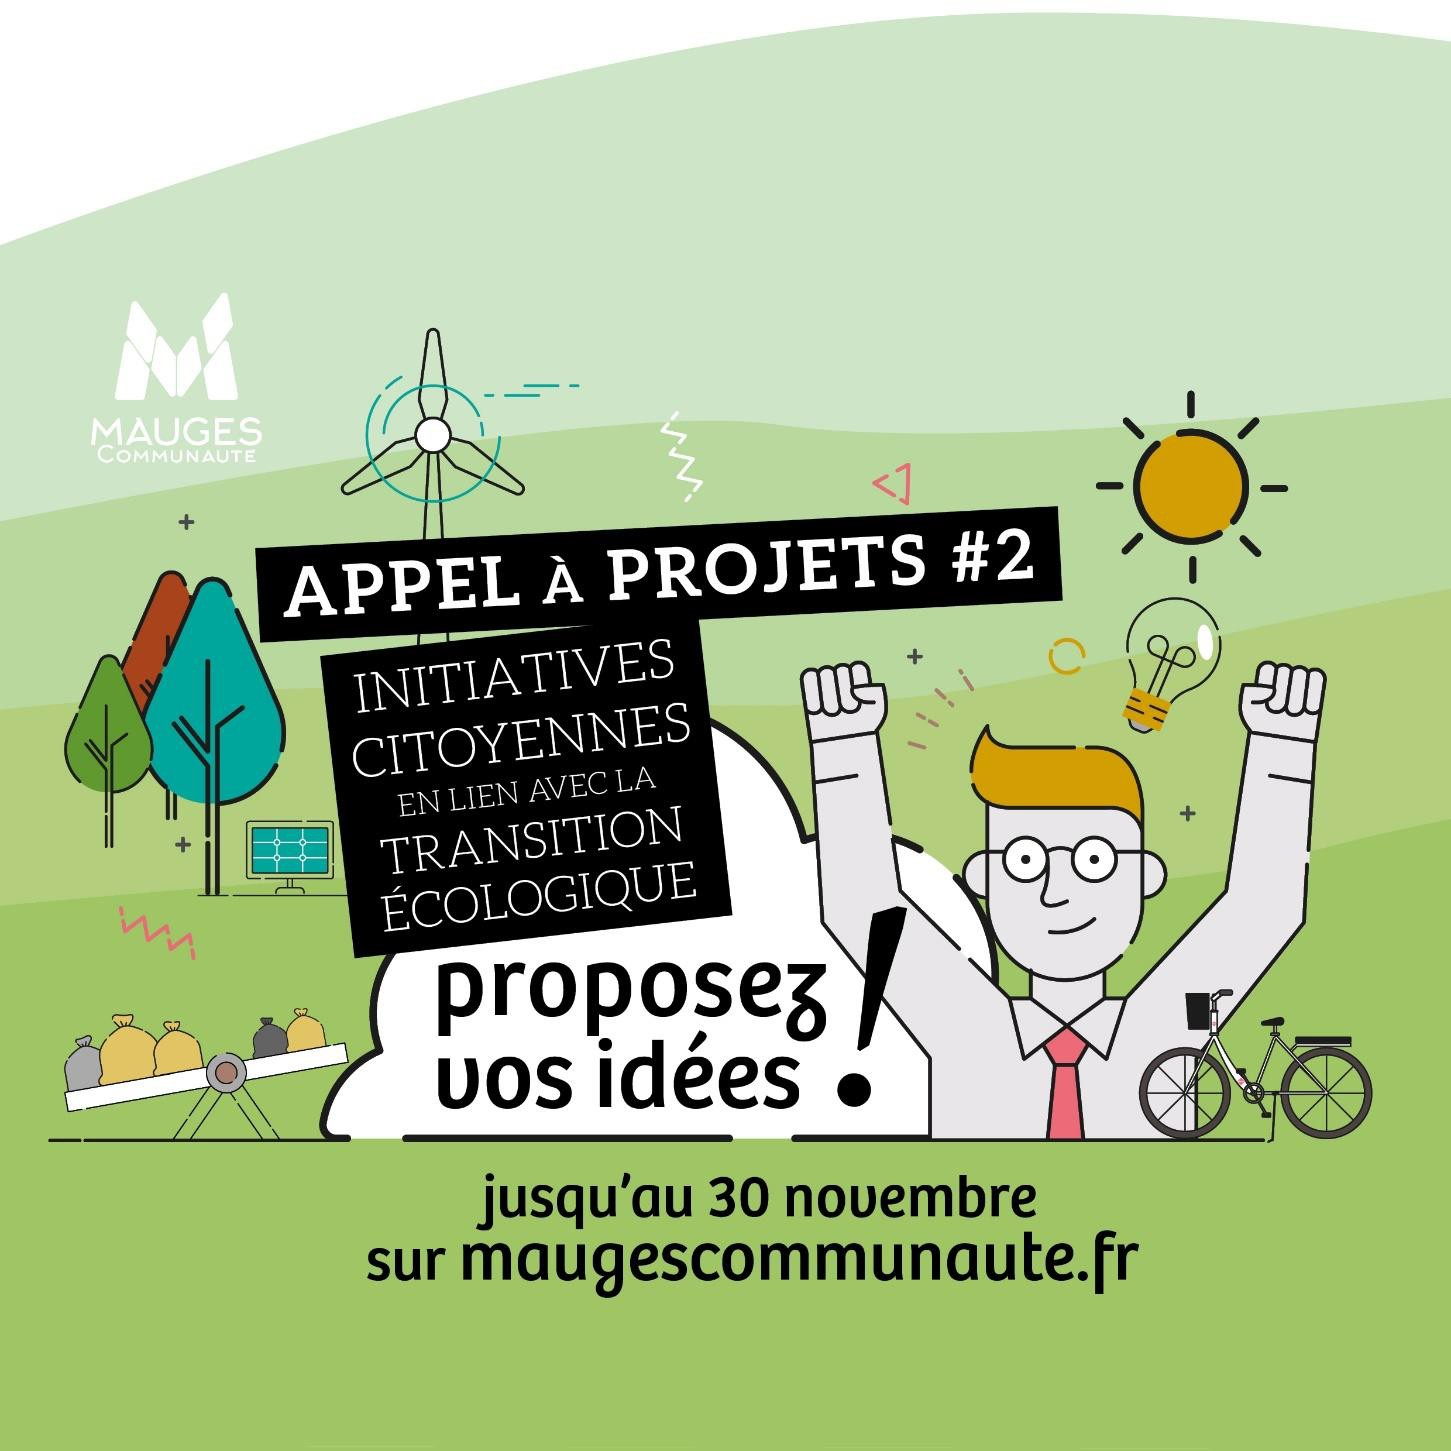 MAUGES
COMMUNAUTE
APPEL À PROJETS #2
INITIATIVES
CITOYENNES
EN LIEN AVEC LA
TRANSITION
ÉCOLOGIQUE
proposez
vos idées !
jusqu'au 30 novembre
sur maugescommunaute.fr